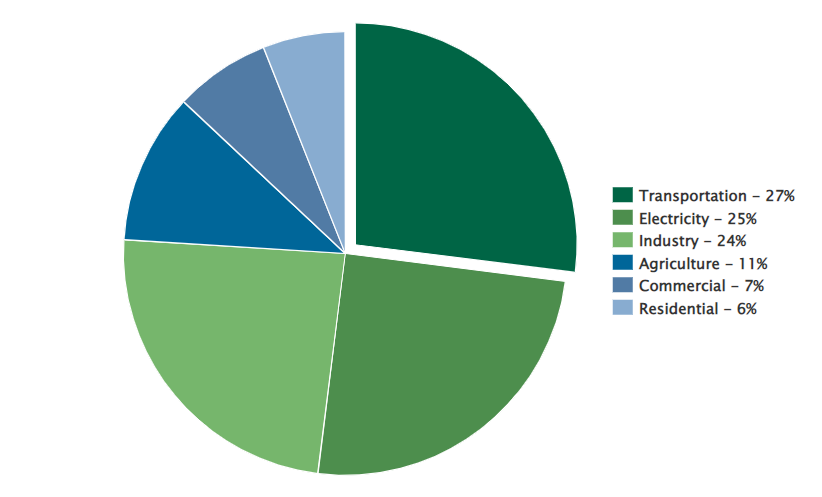 Transportation – 27%
Electricity – 25%
Industry – 24%
Agriculture – 11%
Commercial – 7%
Residential – 6%